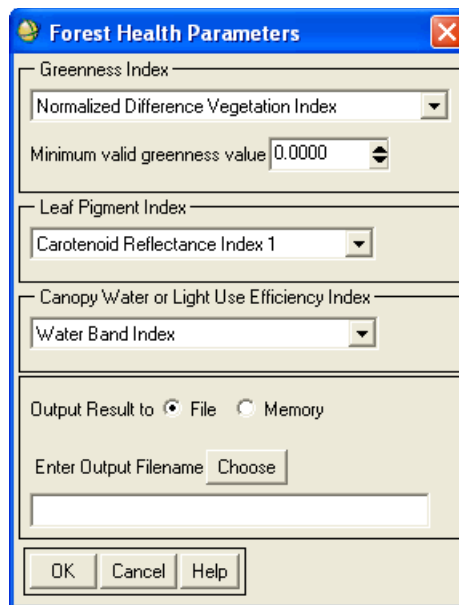 Forest Health Parameters
Greenness Index
Normalized Difference Vegetation Index
Minimum valid greenness value 0.0000
Leaf Pigment Index
Carotenoid Reflectance Index 1
Canopy Water or Light Use Efficiency Index
Water Band Index
Output Result to File Memory
Enter Output Filename Choose
OK Cancel Help